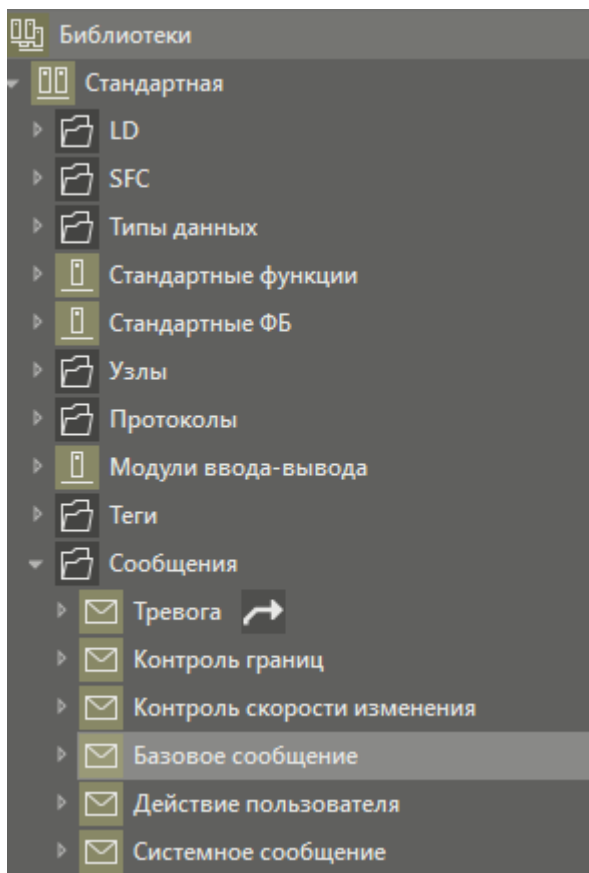 Библиотеки
Стандартная
LD
SFC
Типы данных
Стандартные функции
Стандартные ФБ
Узлы
Протоколы
Модули ввода-вывода
Теги
Сообщения
Тревога
Контроль границ
Контроль скорости изменения
Базовое сообщение
Действие пользователя
Системное сообщение